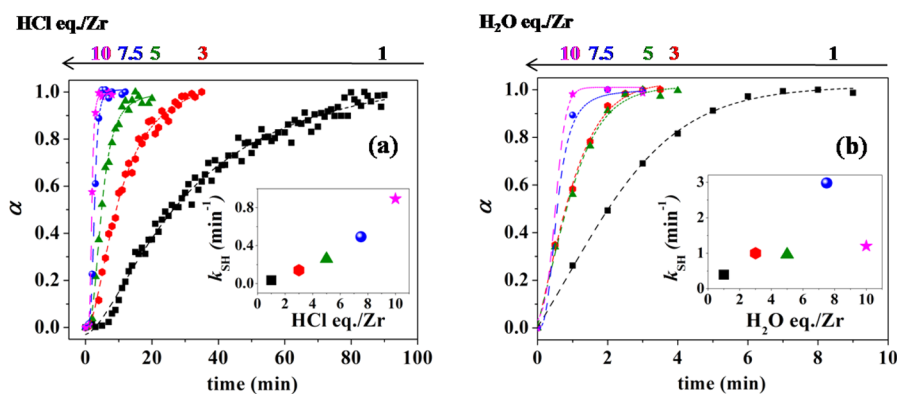 HCl eq./Zr
10 7.5 5 3 1
(a)
α
1.0
0.8
0.6
0.4
0.2
0.0
0 20 40 60 80 100
time (min)
kSH (min⁻¹)
0.8
0.4
0.0
0 2 4 6 8 10
HCl eq./Zr
H₂O eq./Zr
10 7.5 5 3 1
(b)
α
1.0
0.8
0.6
0.4
0.2
0.0
0 2 4 6 8 10
time (min)
kSH (min⁻¹)
3
2
1
0
0 2 4 6 8 10
H₂O eq./Zr